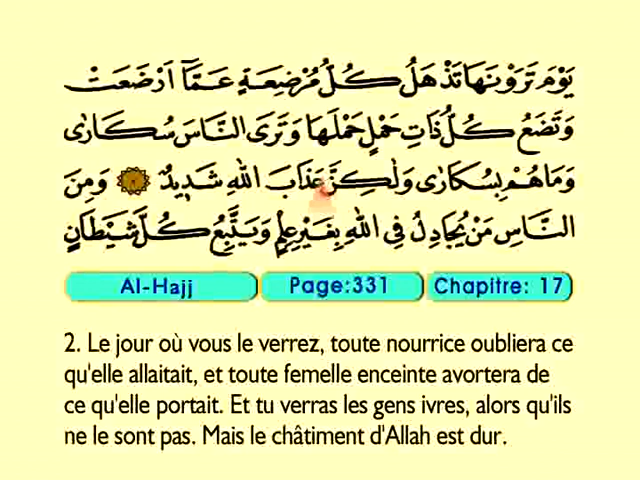 يَوْمَ تَرَوْنَهَا تَذْهَلُ كُلُّ مُرْضِعَةٍ عَمَّا أَرْضَعَتْ
وَتَضَعُ كُلُّ ذَاتِ حَمْلٍ حَمْلَهَا وَتَرَى النَّاسَ سُكَارٰى
وَمَا هُمْ بِسُكَارٰى وَلٰكِنَّ عَذَابَ اللهِ شَدِيدٌ ٢ وَمِنَ
النَّاسِ مَنْ يُجَادِلُ فِي اللهِ بِغَيْرِ عِلْمٍ وَيَتَّبِعُ كُلَّ شَيْطَانٍ
Al-Hajj Page:331 Chapitre: 17
2. Le jour où vous le verrez, toute nourrice oubliera ce
qu'elle allaitait, et toute femelle enceinte avortera de
ce qu'elle portait. Et tu verras les gens ivres, alors qu'ils
ne le sont pas. Mais le châtiment d'Allah est dur.